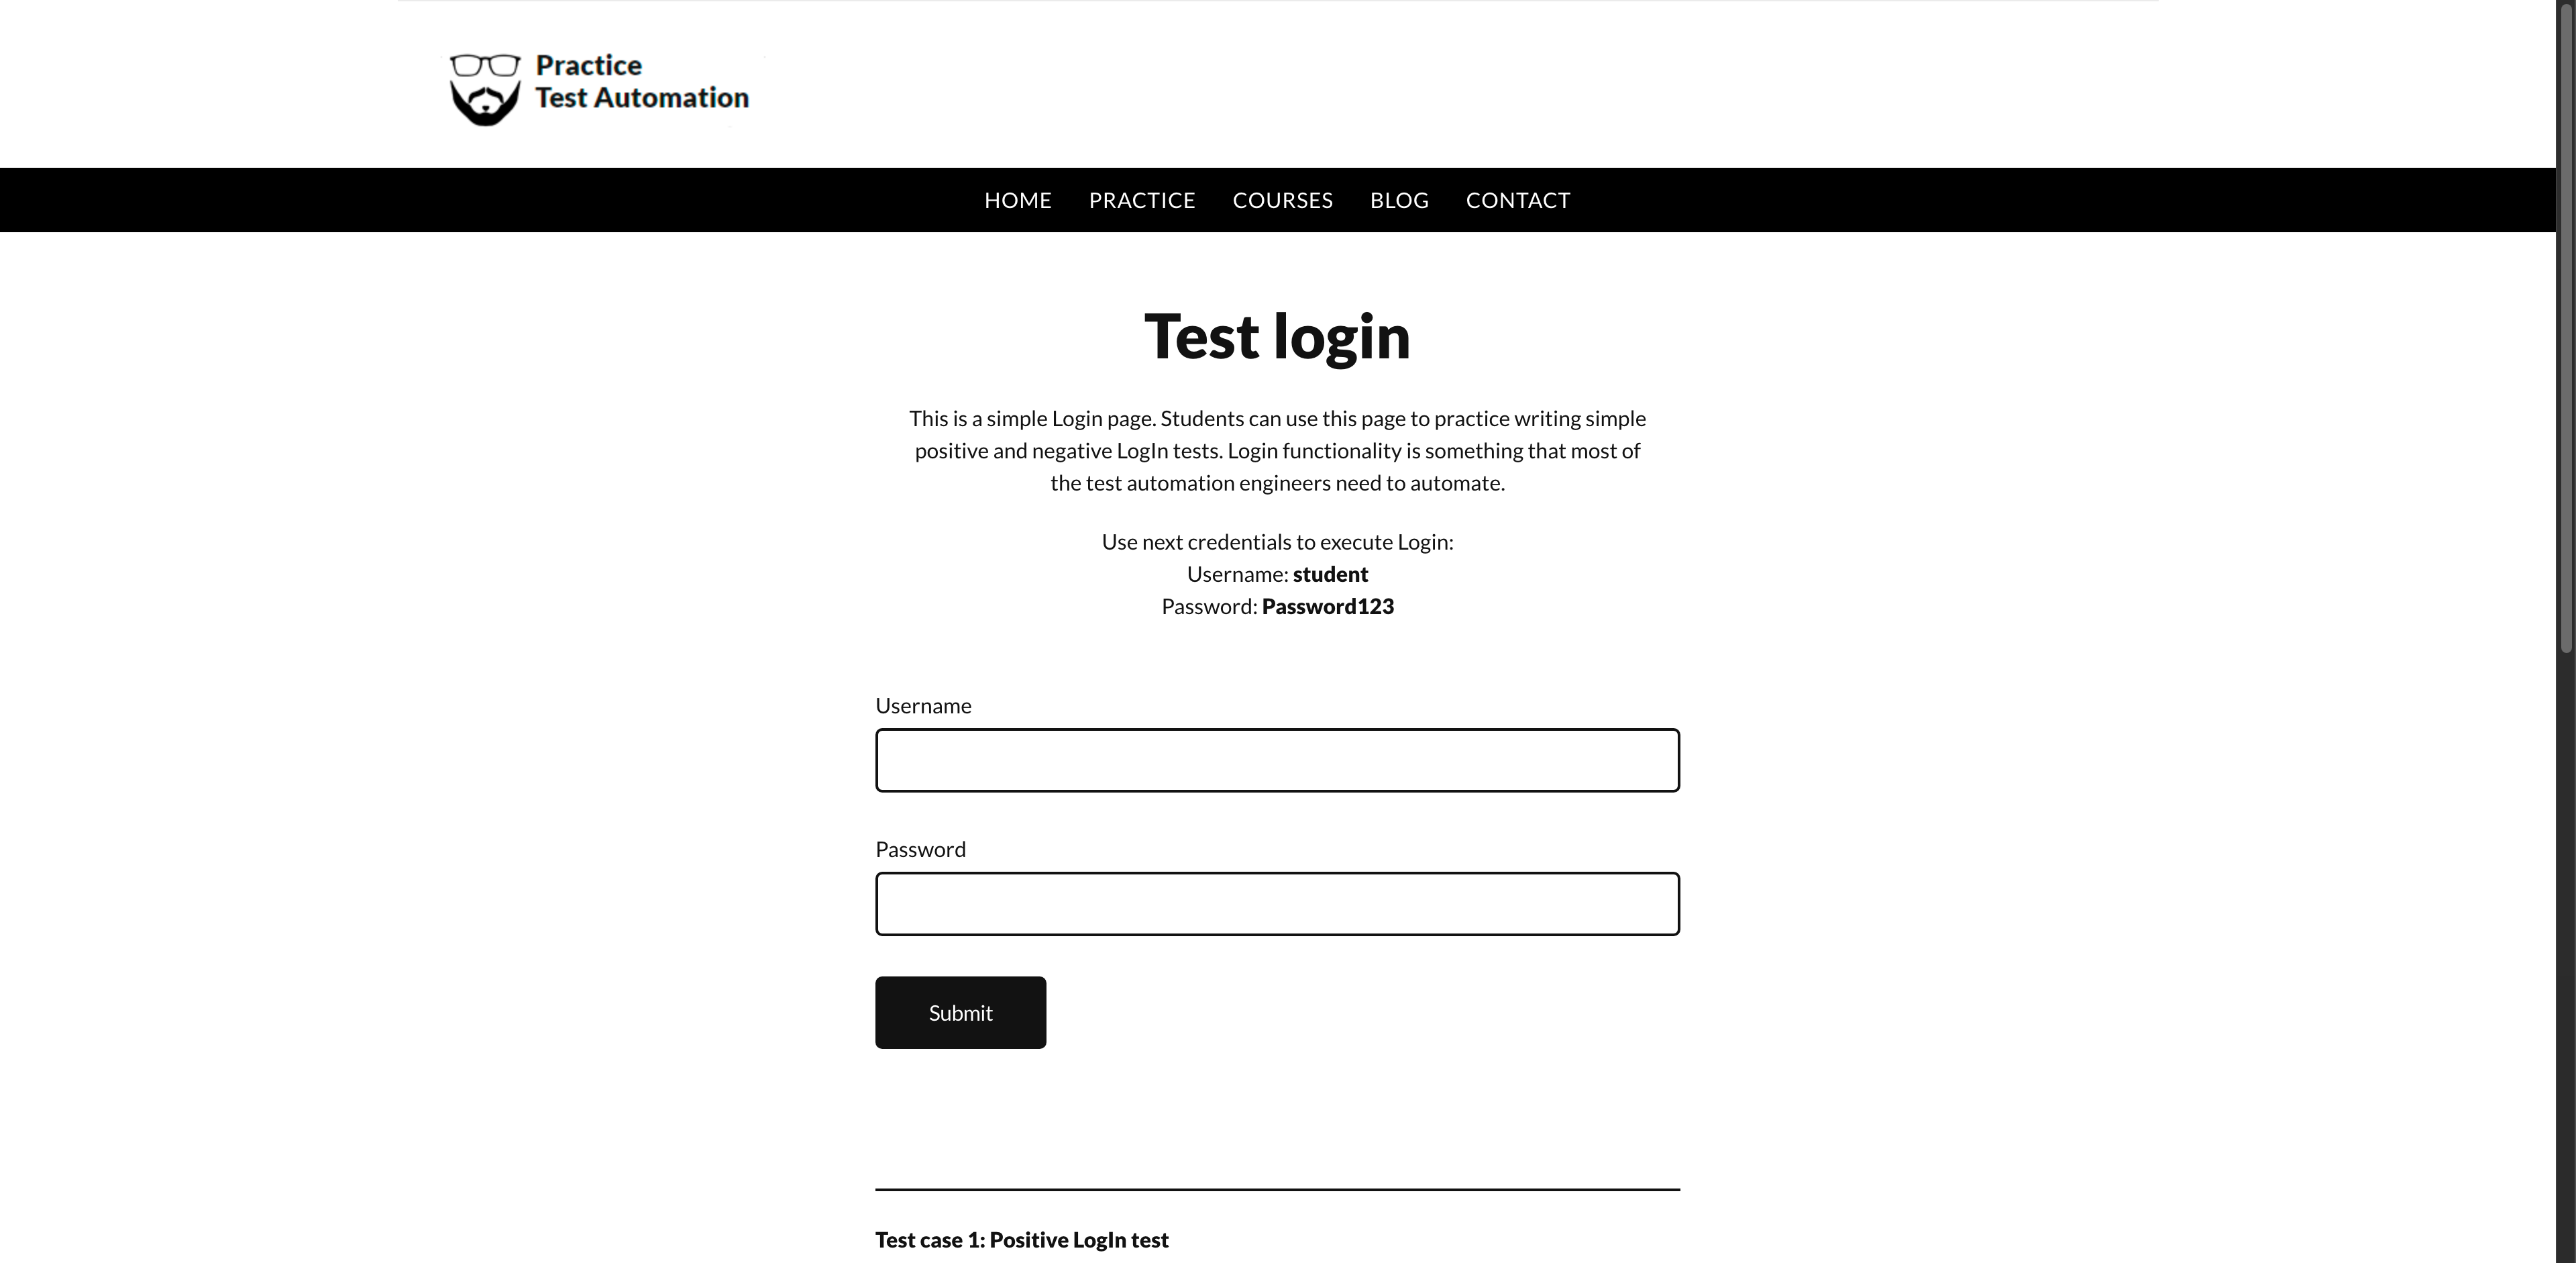 Practice
Test Automation
HOME PRACTICE COURSES BLOG CONTACT
Test login
This is a simple Login page. Students can use this page to practice writing simple
positive and negative LogIn tests. Login functionality is something that most of
the test automation engineers need to automate.
Use next credentials to execute Login:
Username: student
Password: Password123
Username
Password
Submit
Test case 1: Positive LogIn test